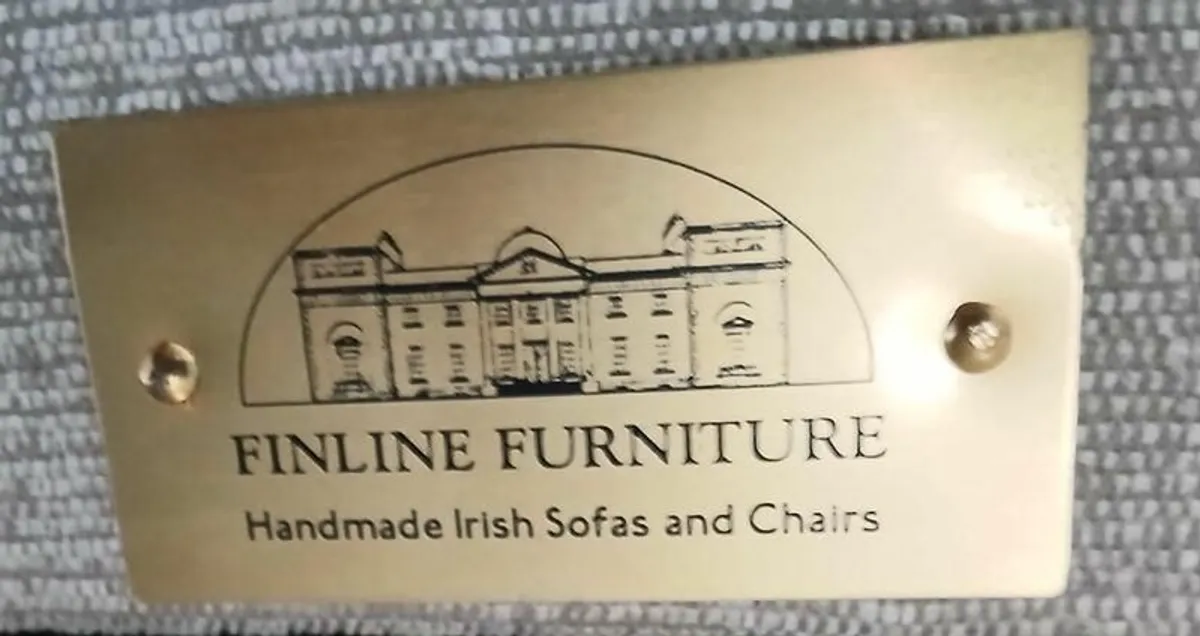 FINLINE FURNITURE
Handmade Irish Sofas and Chairs